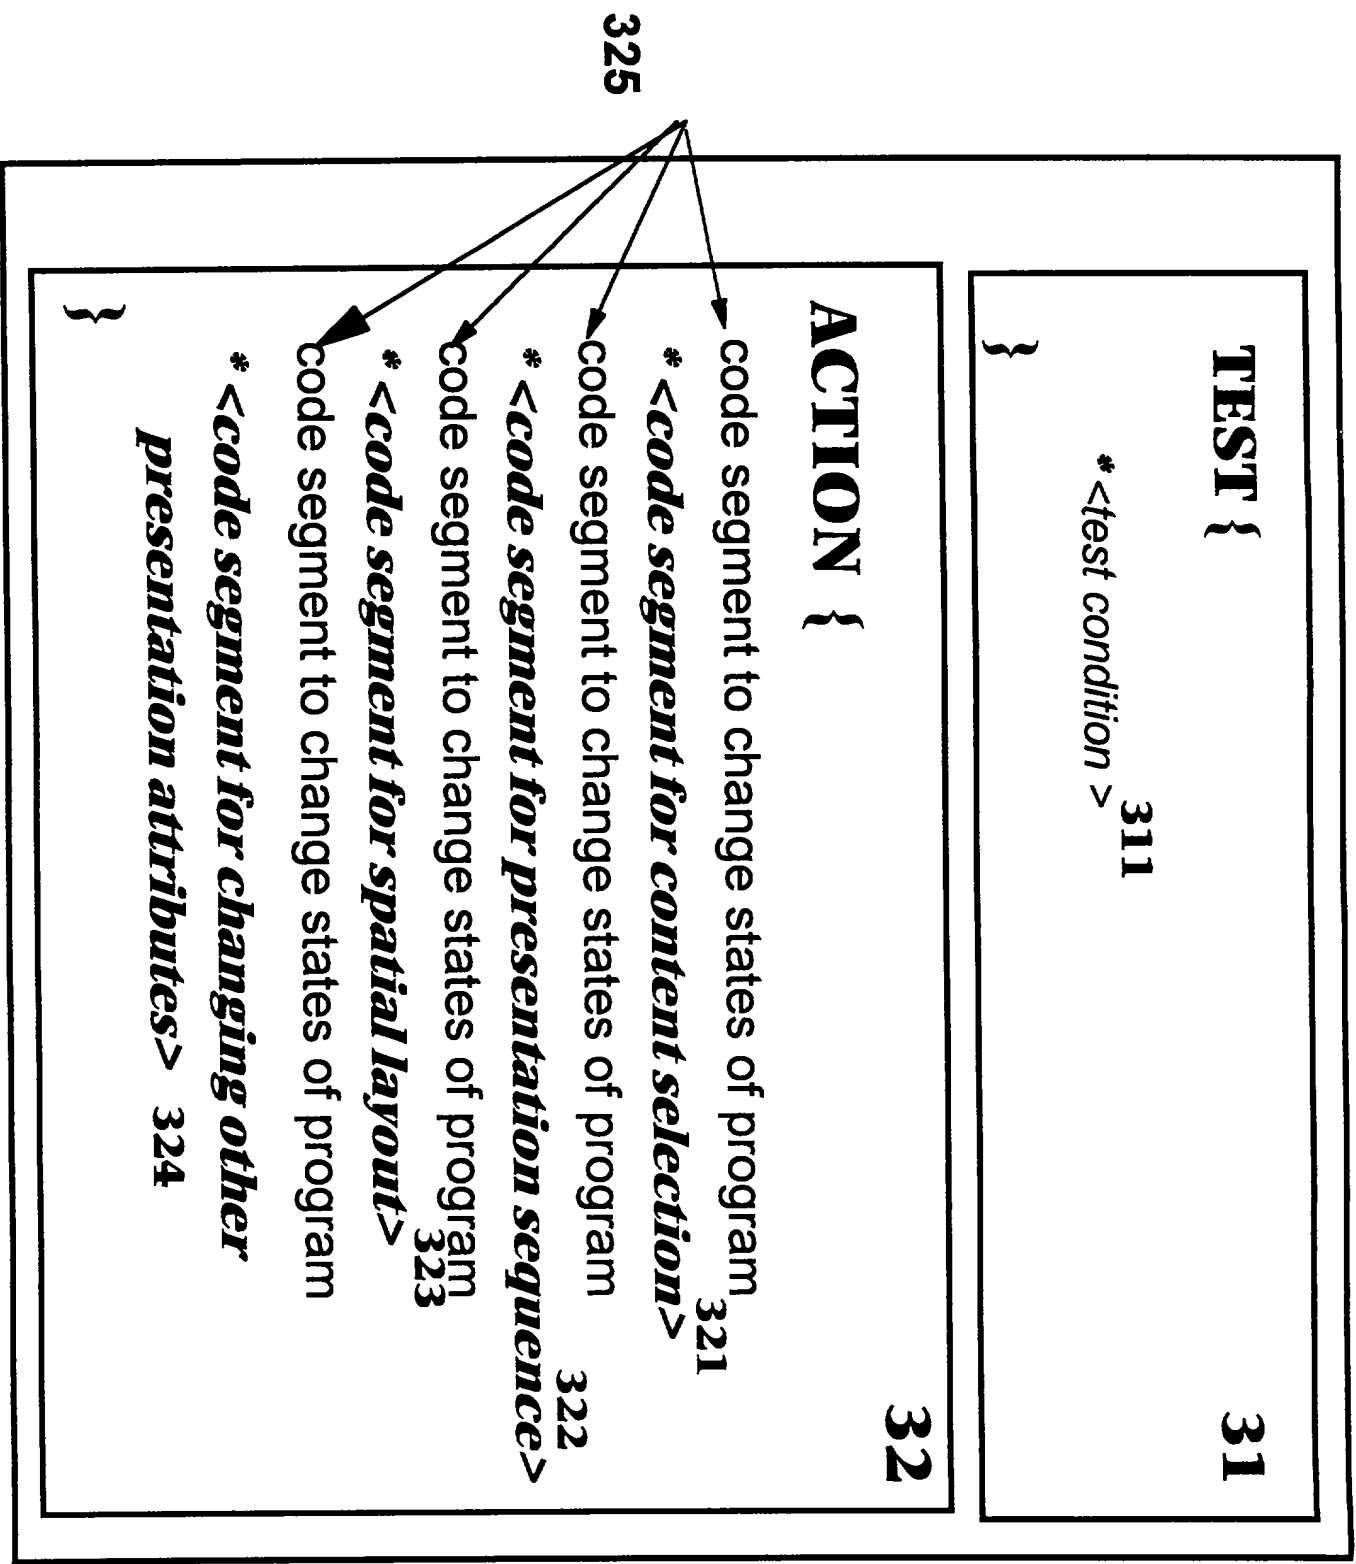 31
TEST {
311
* <test condition >
}
32
ACTION {
code segment to change states of program
321
* <code segment for content selection>
code segment to change states of program
322
* <code segment for presentation sequence>
code segment to change states of program
323
* <code segment for spatial layout>
code segment to change states of program
* <code segment for changing other
presentation attributes> 324
}
325